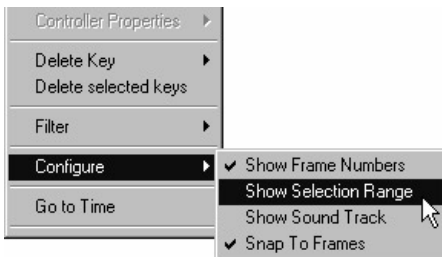 Controller Properties
Delete Key
Delete selected keys
Filter
Configure
Go to Time
Show Frame Numbers
Show Selection Range
Show Sound Track
Snap To Frames